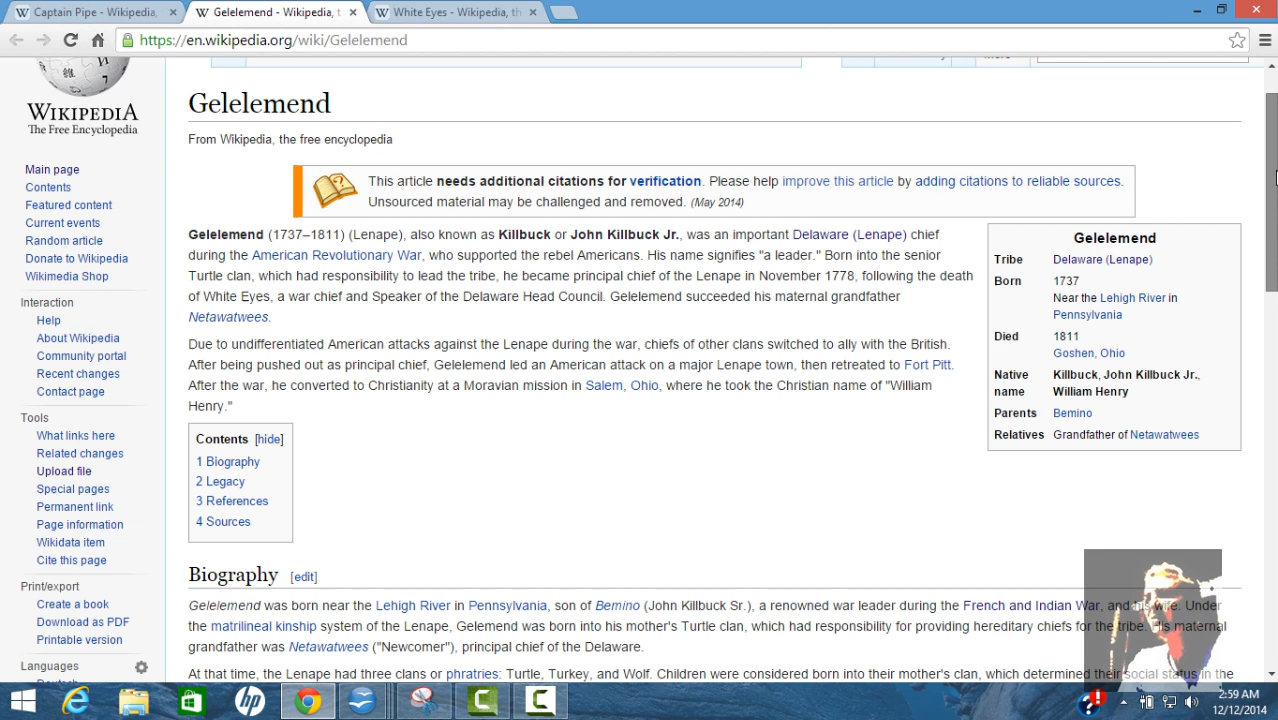 Captain Pipe - Wikipedia,
Gelelemend - Wikipedia, t
White Eyes - Wikipedia, th
https://en.wikipedia.org/wiki/Gelelemend
WIKIPEDIA
The Free Encyclopedia
Main page
Contents
Featured content
Current events
Random article
Donate to Wikipedia
Wikimedia Shop
Interaction
Help
About Wikipedia
Community portal
Recent changes
Contact page
Tools
What links here
Related changes
Upload file
Special pages
Permanent link
Page information
Wikidata item
Cite this page
Print/export
Create a book
Download as PDF
Printable version
Languages
Gelelemend
From Wikipedia, the free encyclopedia
This article needs additional citations for verification. Please help improve this article by adding citations to reliable sources.
Unsourced material may be challenged and removed. (May 2014)
Gelelemend (1737–1811) (Lenape), also known as Killbuck or John Killbuck Jr., was an important Delaware (Lenape) chief
during the American Revolutionary War, who supported the rebel Americans. His name signifies "a leader." Born into the senior
Turtle clan, which had responsibility to lead the tribe, he became principal chief of the Lenape in November 1778, following the death
of White Eyes, a war chief and Speaker of the Delaware Head Council. Gelelemend succeeded his maternal grandfather
Netawatwees.
Due to undifferentiated American attacks against the Lenape during the war, chiefs of other clans switched to ally with the British.
After being pushed out as principal chief, Gelelemend led an American attack on a major Lenape town, then retreated to Fort Pitt.
After the war, he converted to Christianity at a Moravian mission in Salem, Ohio, where he took the Christian name of "William
Henry."
Gelelemend
Tribe Delaware (Lenape)
Born 1737
Near the Lehigh River in
Pennsylvania
Died 1811
Goshen, Ohio
Native name Killbuck, John Killbuck Jr.,
William Henry
Parents Bemino
Relatives Grandfather of Netawatwees
Contents [hide]
1 Biography
2 Legacy
3 References
4 Sources
Biography [edit]
Gelelemend was born near the Lehigh River in Pennsylvania, son of Bemino (John Killbuck Sr.), a renowned war leader during the French and Indian War, and his wife. Under
the matrilineal kinship system of the Lenape, Gelemend was born into his mother's Turtle clan, which had responsibility for providing hereditary chiefs for the tribe. His maternal
grandfather was Netawatwees ("Newcomer"), principal chief of the Delaware.
At that time, the Lenape had three clans or phratries: Turtle, Turkey, and Wolf. Children were considered born into their mother's clan, which determined their social status in the
2:59 AM
12/12/2014